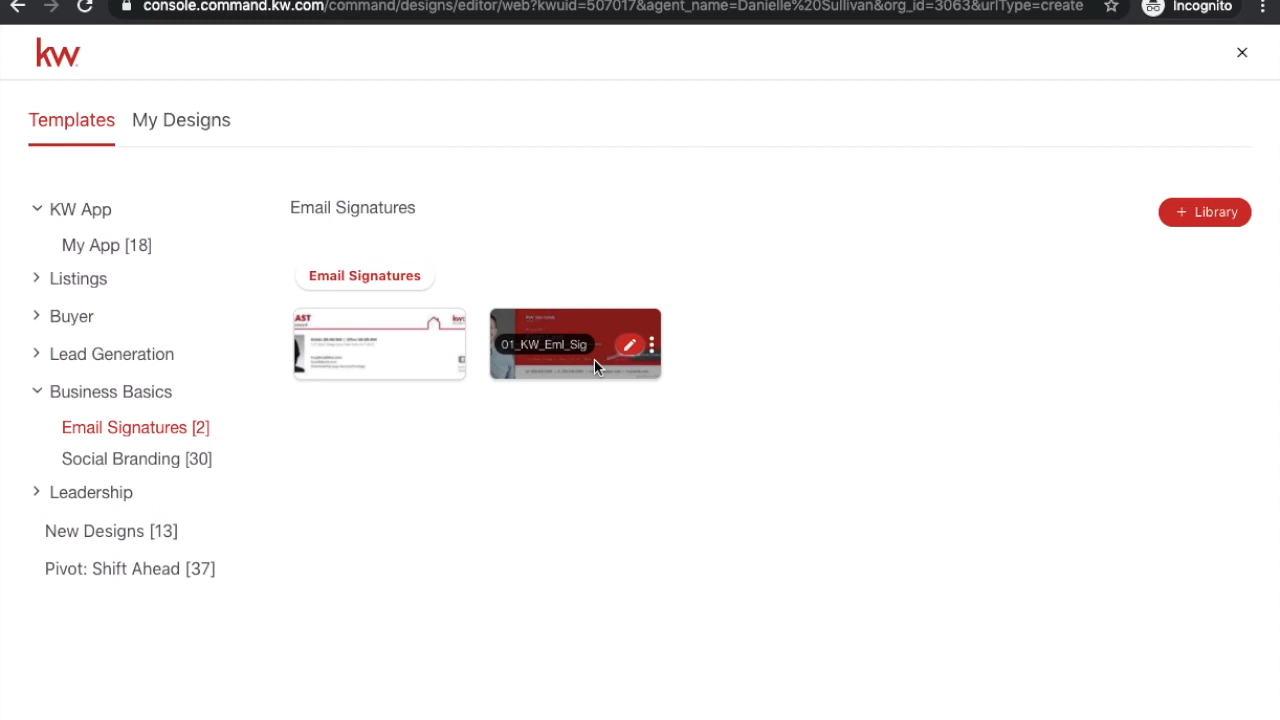 console.command.kw.com/command/designs/editor/web?kwuid=507017&agent_name=Danielle%20Sullivan&org_id=3063&urlType=create
Incognito
kw
Templates
My Designs
KW App
My App [18]
Listings
Buyer
Lead Generation
Business Basics
Email Signatures [2]
Social Branding [30]
Leadership
New Designs [13]
Pivot: Shift Ahead [37]
Email Signatures
+ Library
Email Signatures
AST
kw
01_KW_Eml_Sig